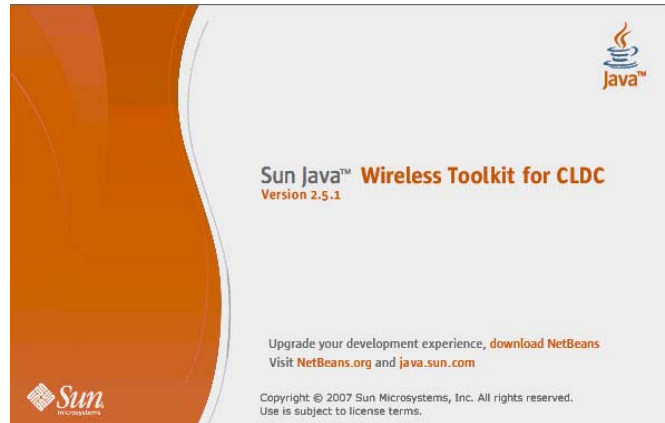 Java™
Sun Java™ Wireless Toolkit for CLDC
Version 2.5.1
Upgrade your development experience, download NetBeans
Visit NetBeans.org and java.sun.com
Sun
microsystems
Copyright © 2007 Sun Microsystems, Inc. All rights reserved.
Use is subject to license terms.